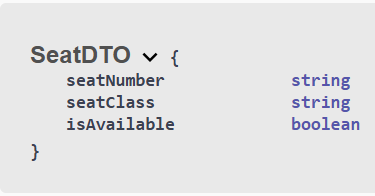 SeatDTO {
seatNumber string
seatClass string
isAvailable boolean
}